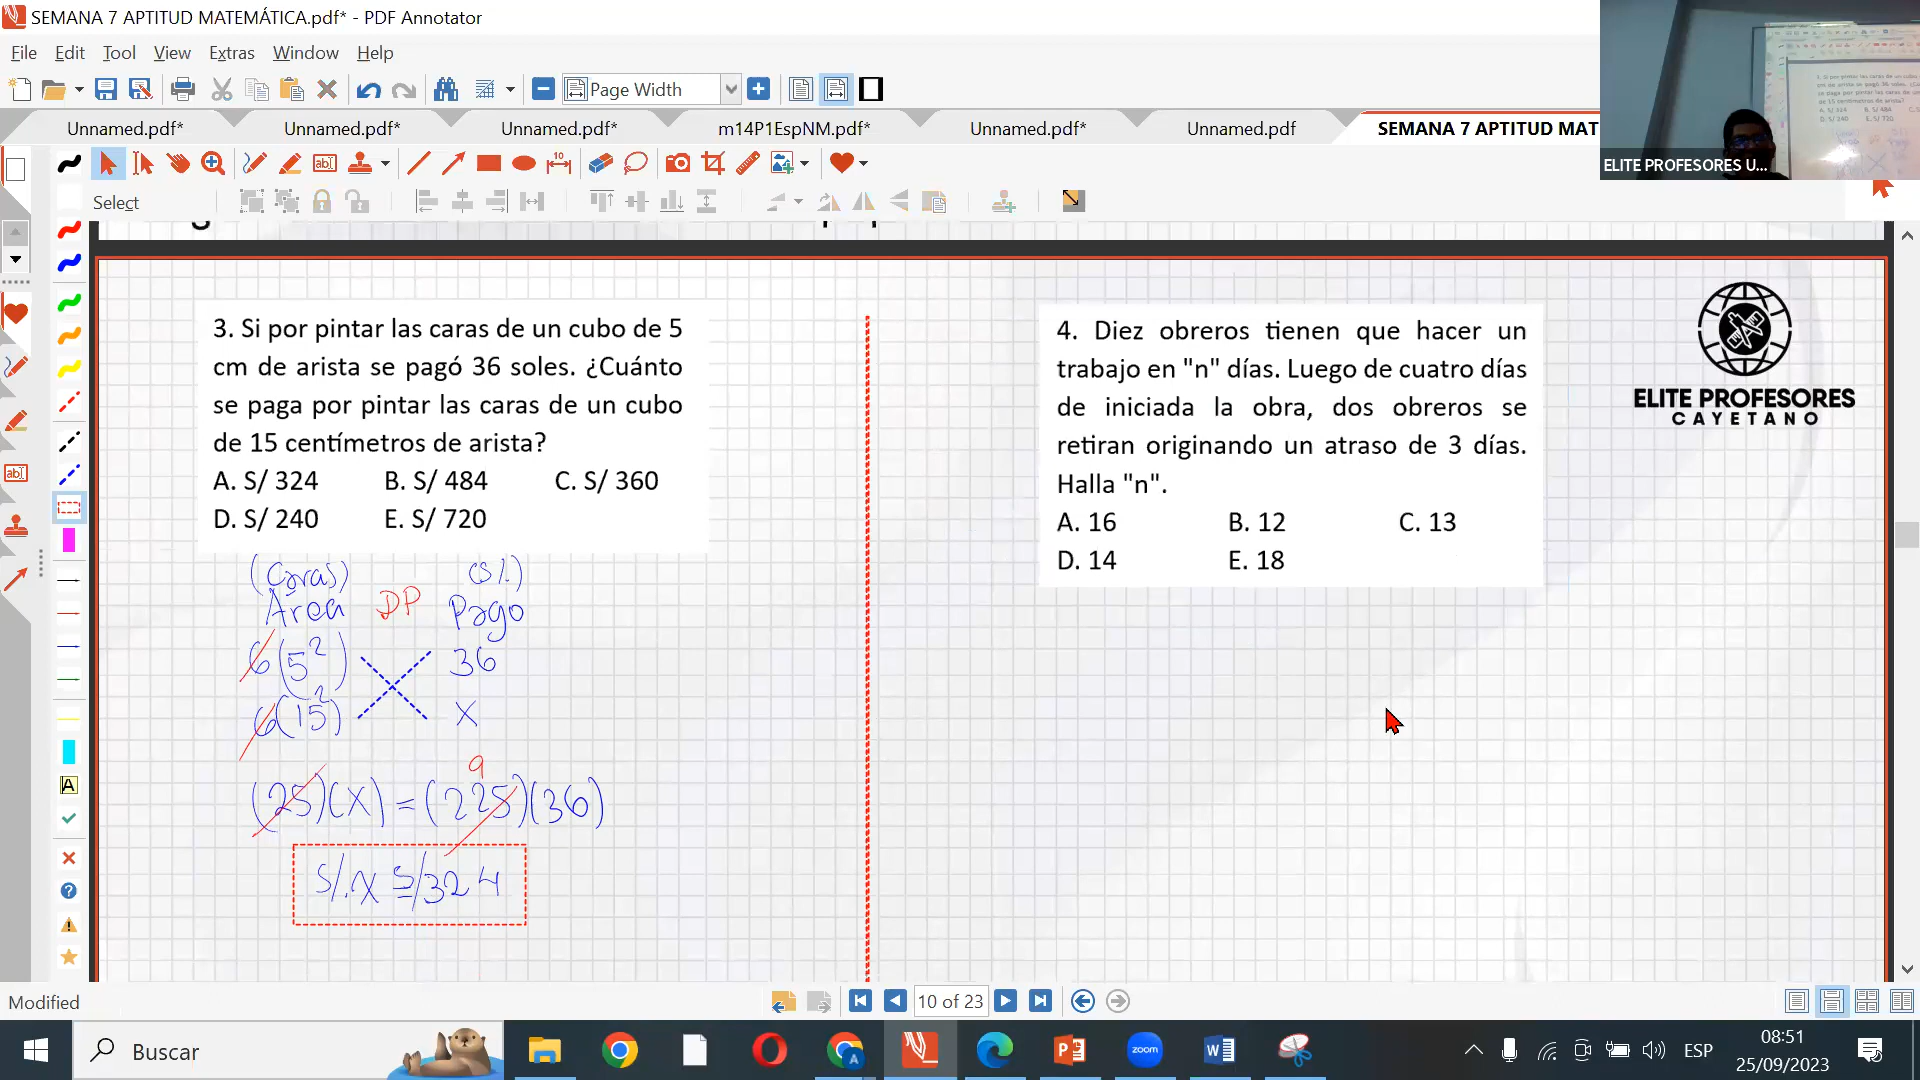 SEMANA 7 APTITUD MATEMÁTICA.pdf* - PDF Annotator
File Edit Tool View Extras Window Help
Page Width
Unnamed.pdf* Unnamed.pdf* Unnamed.pdf* m14P1EspNM.pdf* Unnamed.pdf* Unnamed.pdf SEMANA 7 APTITUD MAT
ELITE PROFESORES U...
Select
3. Si por pintar las caras de un cubo de 5
cm de arista se pagó 36 soles. ¿Cuánto
se paga por pintar las caras de un cubo
de 15 centímetros de arista?
A. S/ 324 B. S/ 484 C. S/ 360
D. S/ 240 E. S/ 720
(Caras) (S/.)
Área DP Pago
6(5²) 36
6(15²) X
9
(25)(X) = (225)(36)
S/.X = S/324
4. Diez obreros tienen que hacer un
trabajo en "n" días. Luego de cuatro días
de iniciada la obra, dos obreros se
retiran originando un atraso de 3 días.
Halla "n".
A. 16 B. 12 C. 13
D. 14 E. 18
ELITE PROFESORES
CAYETANO
Modified
10 of 23
Buscar
zoom
ESP
08:51
25/09/2023